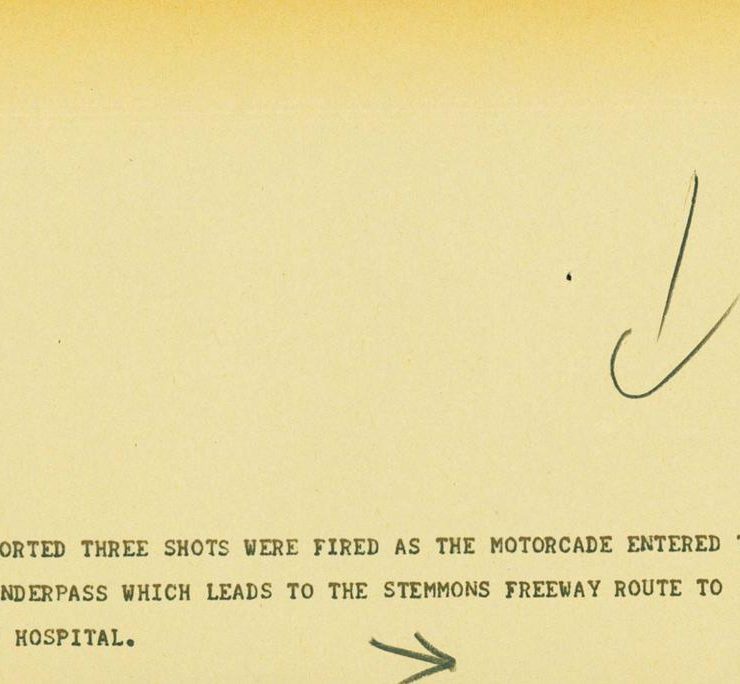 ORTED THREE SHOTS WERE FIRED AS THE MOTORCADE ENTERED
NDERPASS WHICH LEADS TO THE STEMMONS FREEWAY ROUTE TO
HOSPITAL.